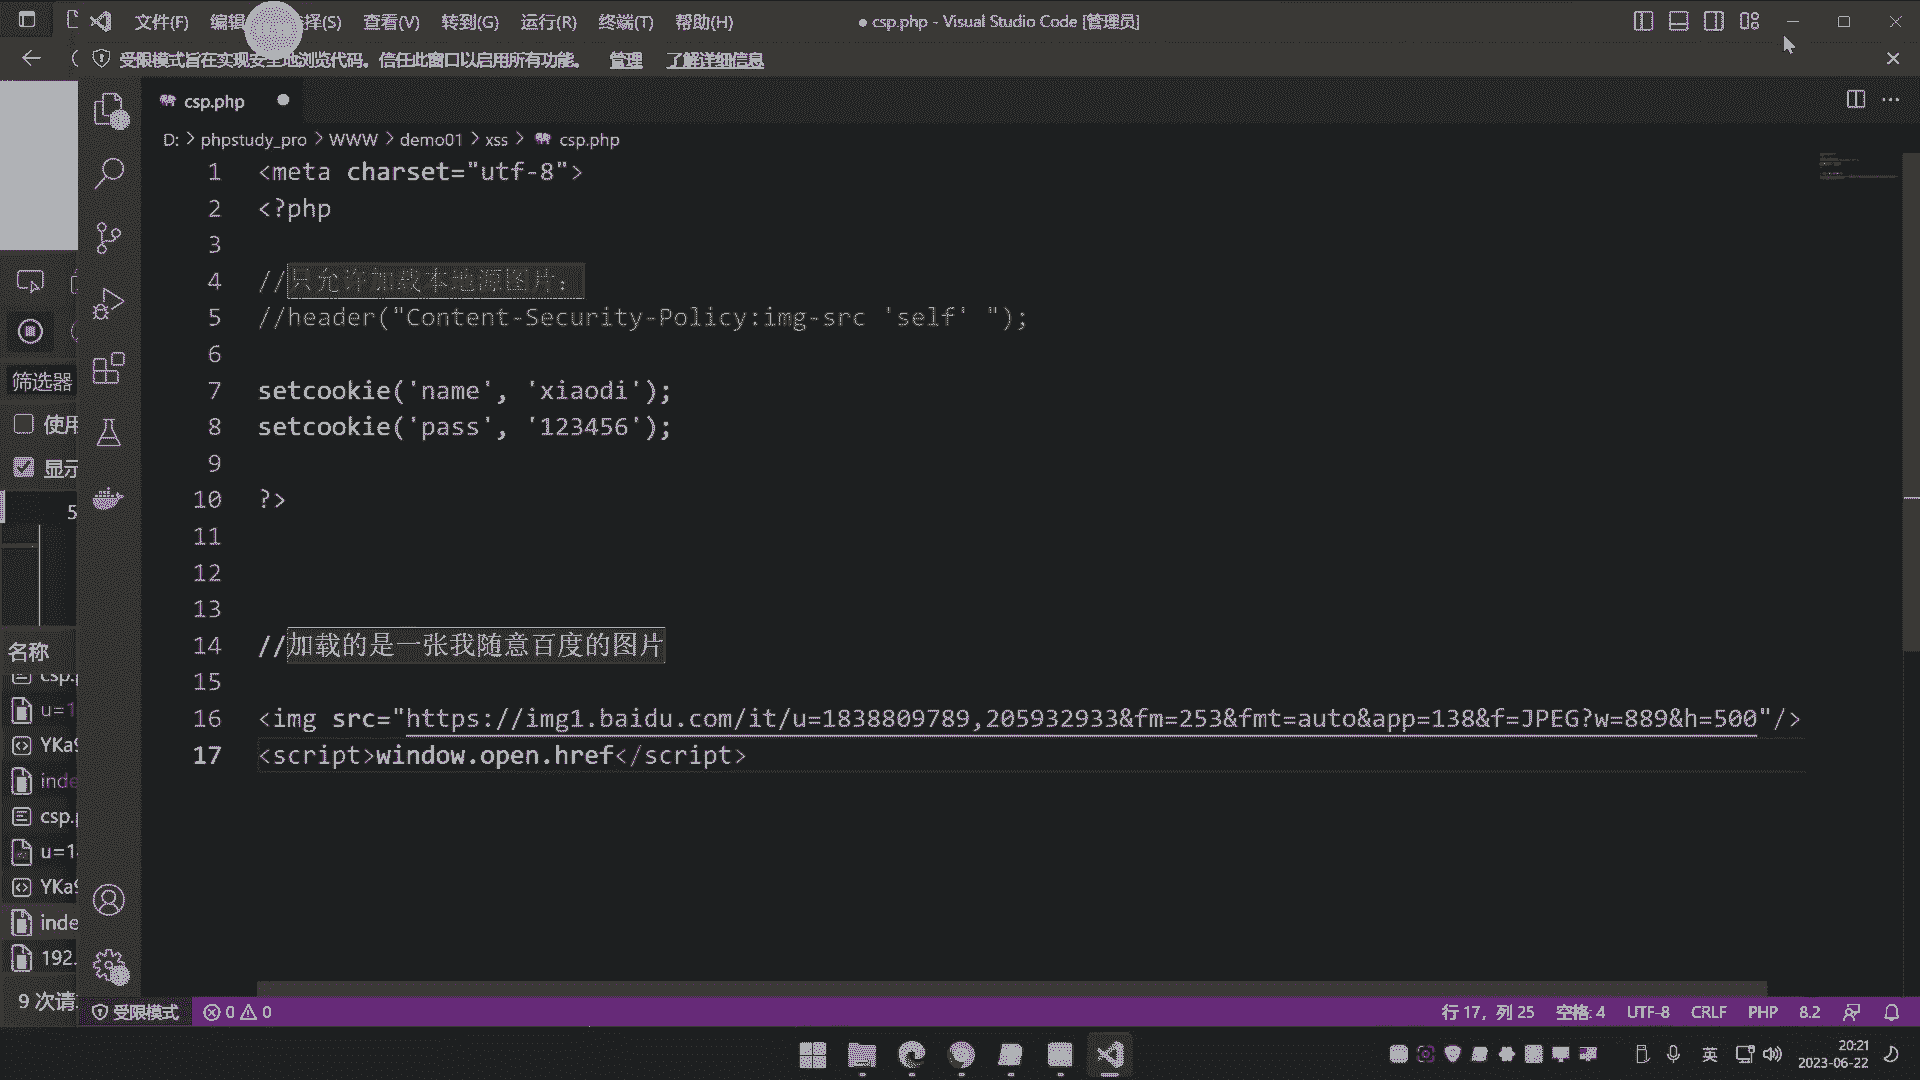 文件(F) 编辑 选择(S) 查看(V) 转到(G) 运行(R) 终端(T) 帮助(H)
● csp.php - Visual Studio Code [管理员]
受限模式旨在实现安全地浏览代码。信任此窗口以启用所有功能。 管理 了解详细信息
csp.php ●
D: > phpstudy_pro > WWW > demo01 > xss > csp.php
1 <meta charset="utf-8">
2 <?php
3
4 //只允许加载本地源图片：
5 //header("Content-Security-Policy:img-src 'self' ");
6
7 setcookie('name', 'xiaodi');
8 setcookie('pass', '123456');
9
10 ?>
11
12
13
14 //加载的是一张我随意百度的图片
15
16 <img src="https://img1.baidu.com/it/u=1838809789,205932933&fm=253&fmt=auto&app=138&f=JPEG?w=889&h=500"/>
17 <script>window.open.href</script>
筛选器
使用
显示
5
名称
csp.p
u=1
YKa9
inde
csp.p
u=1
YKa9
inde
192.
9 次请
受限模式 0 0
行 17，列 25 空格: 4 UTF-8 CRLF PHP 8.2
英
20:21
2023-06-22